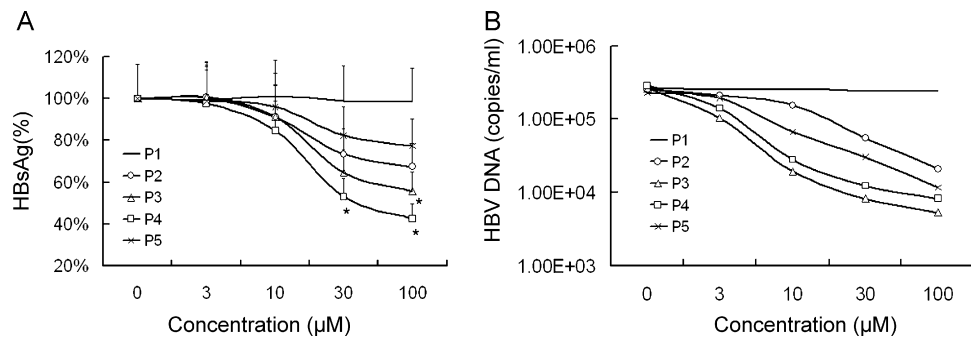 A
HBsAg(%)
120%
100%
80%
60%
40%
20%
P1
P2
P3
P4
P5
*
*
*
0 3 10 30 100
Concentration (μM)
B
HBV DNA (copies/ml)
1.00E+06
1.00E+05
1.00E+04
1.00E+03
P1
P2
P3
P4
P5
0 3 10 30 100
Concentration (μM)